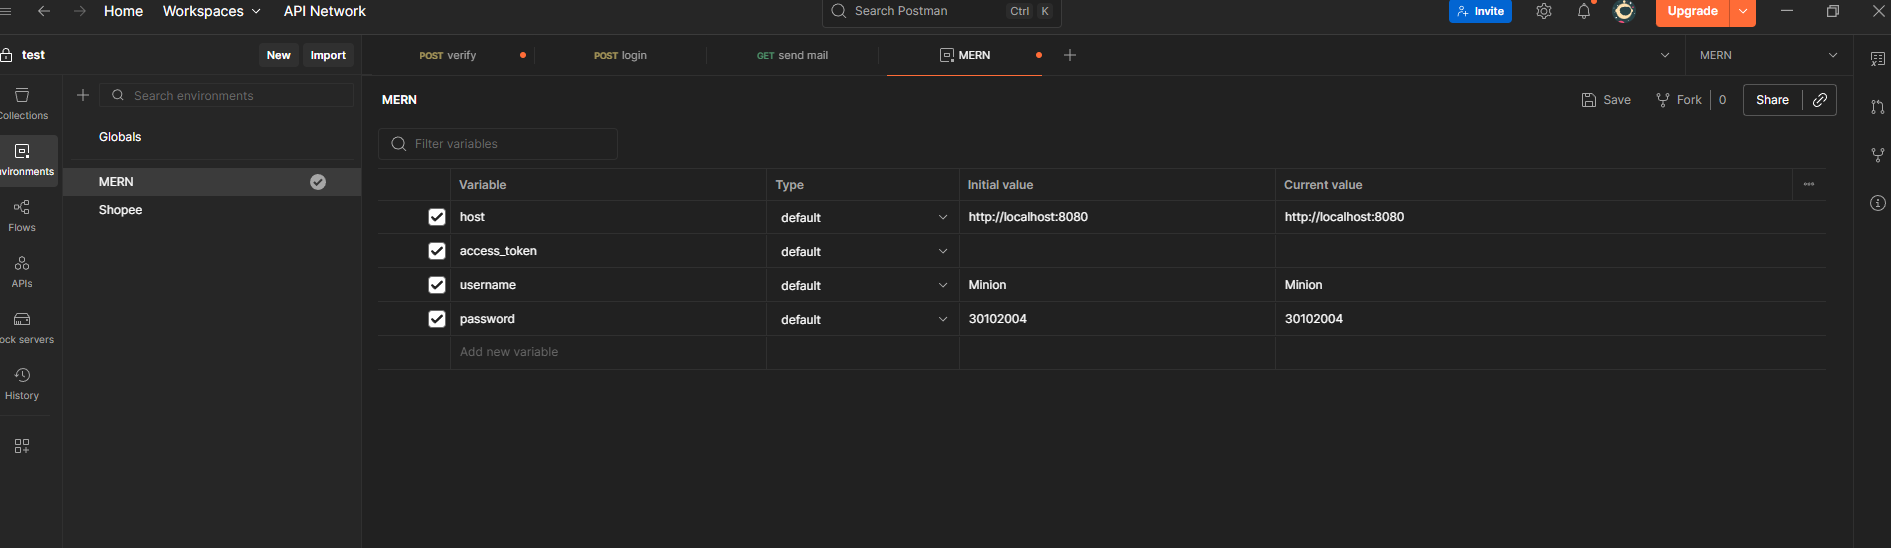 Home Workspaces API Network Search Postman Ctrl K Invite Upgrade
test New Import POST verify POST login GET send mail MERN MERN
Search environments
Collections
MERN Save Fork 0 Share
Globals
Filter variables
Environments
MERN
Shopee
Variable Type Initial value Current value
host default http://localhost:8080 http://localhost:8080
access_token default
username default Minion Minion
password default 30102004 30102004
Add new variable
Flows
APIs
ock servers
History